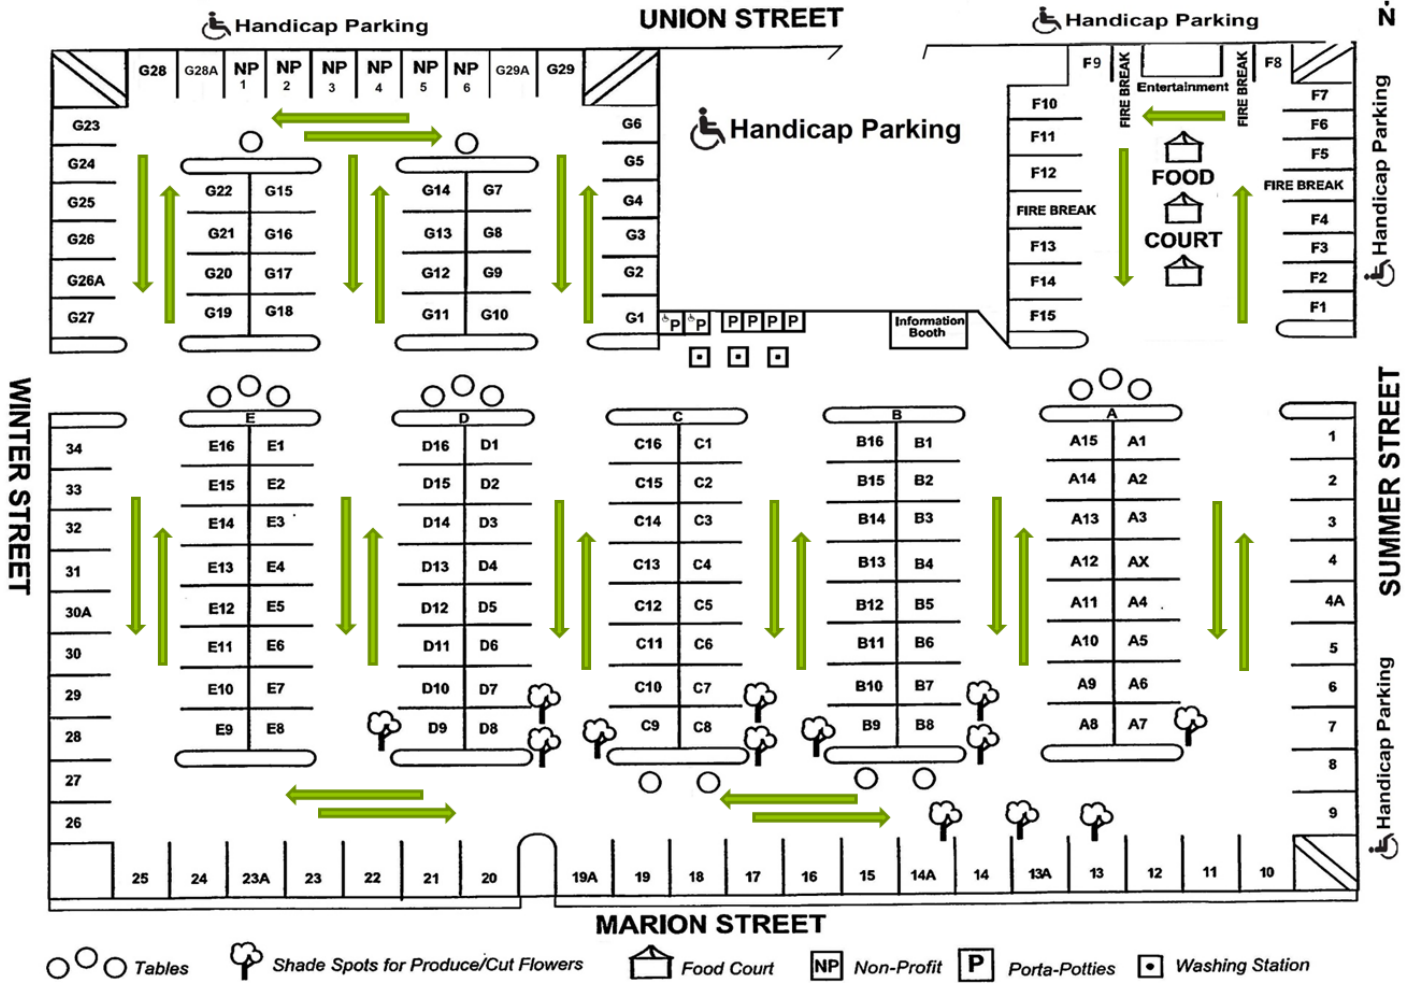 UNION STREET
Handicap Parking
Handicap Parking
N
G28 G28A NP 1 NP 2 NP 3 NP 4 NP 5 NP 6 G29A G29
F9 FIRE BREAK Entertainment FIRE BREAK F8
Handicap Parking
Handicap Parking
G23
G24
G25
G26
G26A
G27
G22 G15
G21 G16
G20 G17
G19 G18
G14 G7
G13 G8
G12 G9
G11 G10
G6
G5
G4
G3
G2
G1
P P P P P P
Information
Booth
F10
F11
F12
FIRE BREAK
F13
F14
F15
FOOD
COURT
F7
F6
F5
FIRE BREAK
F4
F3
F2
F1
WINTER STREET
SUMMER STREET
34
33
32
31
30A
30
29
28
27
26
E
E16 E1
E15 E2
E14 E3
E13 E4
E12 E5
E11 E6
E10 E7
E9 E8
D
D16 D1
D15 D2
D14 D3
D13 D4
D12 D5
D11 D6
D10 D7
D9 D8
C
C16 C1
C15 C2
C14 C3
C13 C4
C12 C5
C11 C6
C10 C7
C9 C8
B
B16 B1
B15 B2
B14 B3
B13 B4
B12 B5
B11 B6
B10 B7
B9 B8
A
A15 A1
A14 A2
A13 A3
A12 AX
A11 A4
A10 A5
A9 A6
A8 A7
1
2
3
4
4A
5
6
7
8
9
Handicap Parking
25 24 23A 23 22 21 20 19A 19 18 17 16 15 14A 14 13A 13 12 11 10
MARION STREET
Tables
Shade Spots for Produce/Cut Flowers
Food Court
NP Non-Profit
P Porta-Potties
Washing Station